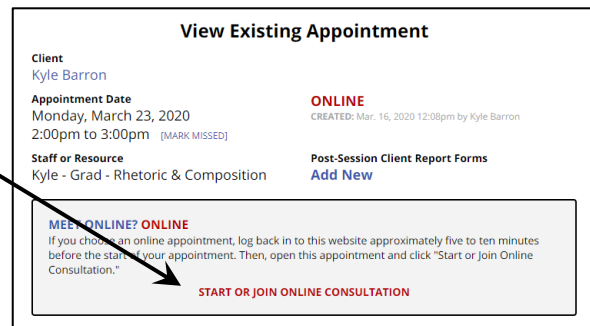 View Existing Appointment
Client
Kyle Barron
Appointment Date
Monday, March 23, 2020
2:00pm to 3:00pm [MARK MISSED]
ONLINE
CREATED: Mar. 16, 2020 12:08pm by Kyle Barron
Staff or Resource
Kyle - Grad - Rhetoric & Composition
Post-Session Client Report Forms
Add New
MEET ONLINE? ONLINE
If you choose an online appointment, log back in to this website approximately five to ten minutes
before the start of your appointment. Then, open this appointment and click "Start or Join Online
Consultation."
START OR JOIN ONLINE CONSULTATION